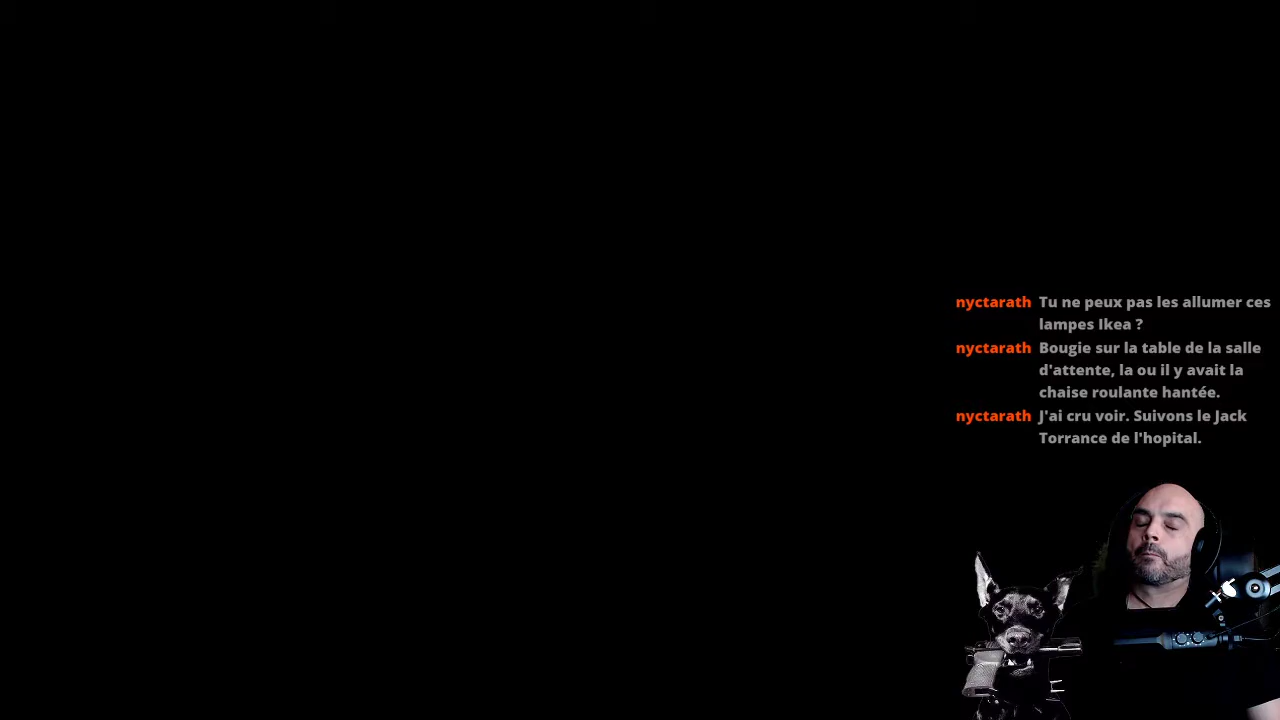 nyctarath Tu ne peux pas les allumer ces
lampes Ikea ?
nyctarath Bougie sur la table de la salle
d'attente, la ou il y avait la
chaise roulante hantée.
nyctarath J'ai cru voir. Suivons le Jack
Torrance de l'hopital.